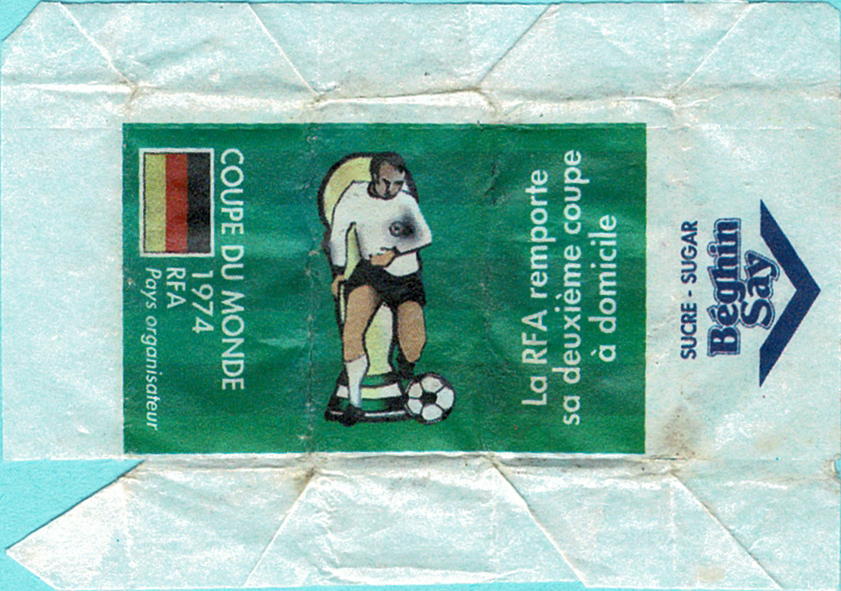 COUPE DU MONDE
1974
RFA
Pays organisateur
La RFA remporte
sa deuxième coupe
à domicile
SUCRE - SUGAR
Béghin
Say